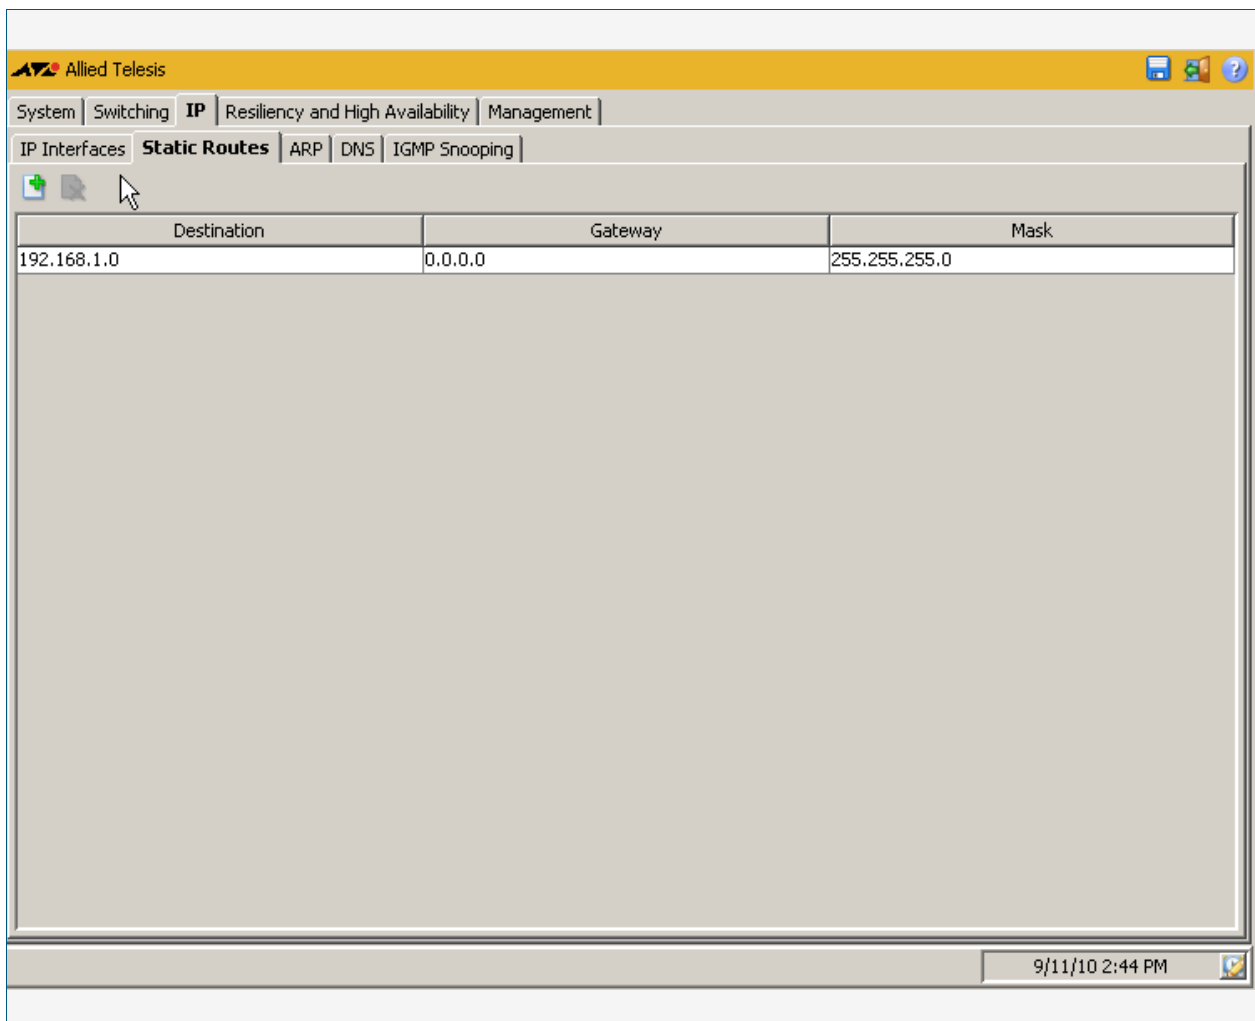 Allied Telesis
System Switching IP Resiliency and High Availability Management
IP Interfaces Static Routes ARP DNS IGMP Snooping
Destination Gateway Mask
192.168.1.0 0.0.0.0 255.255.255.0
9/11/10 2:44 PM